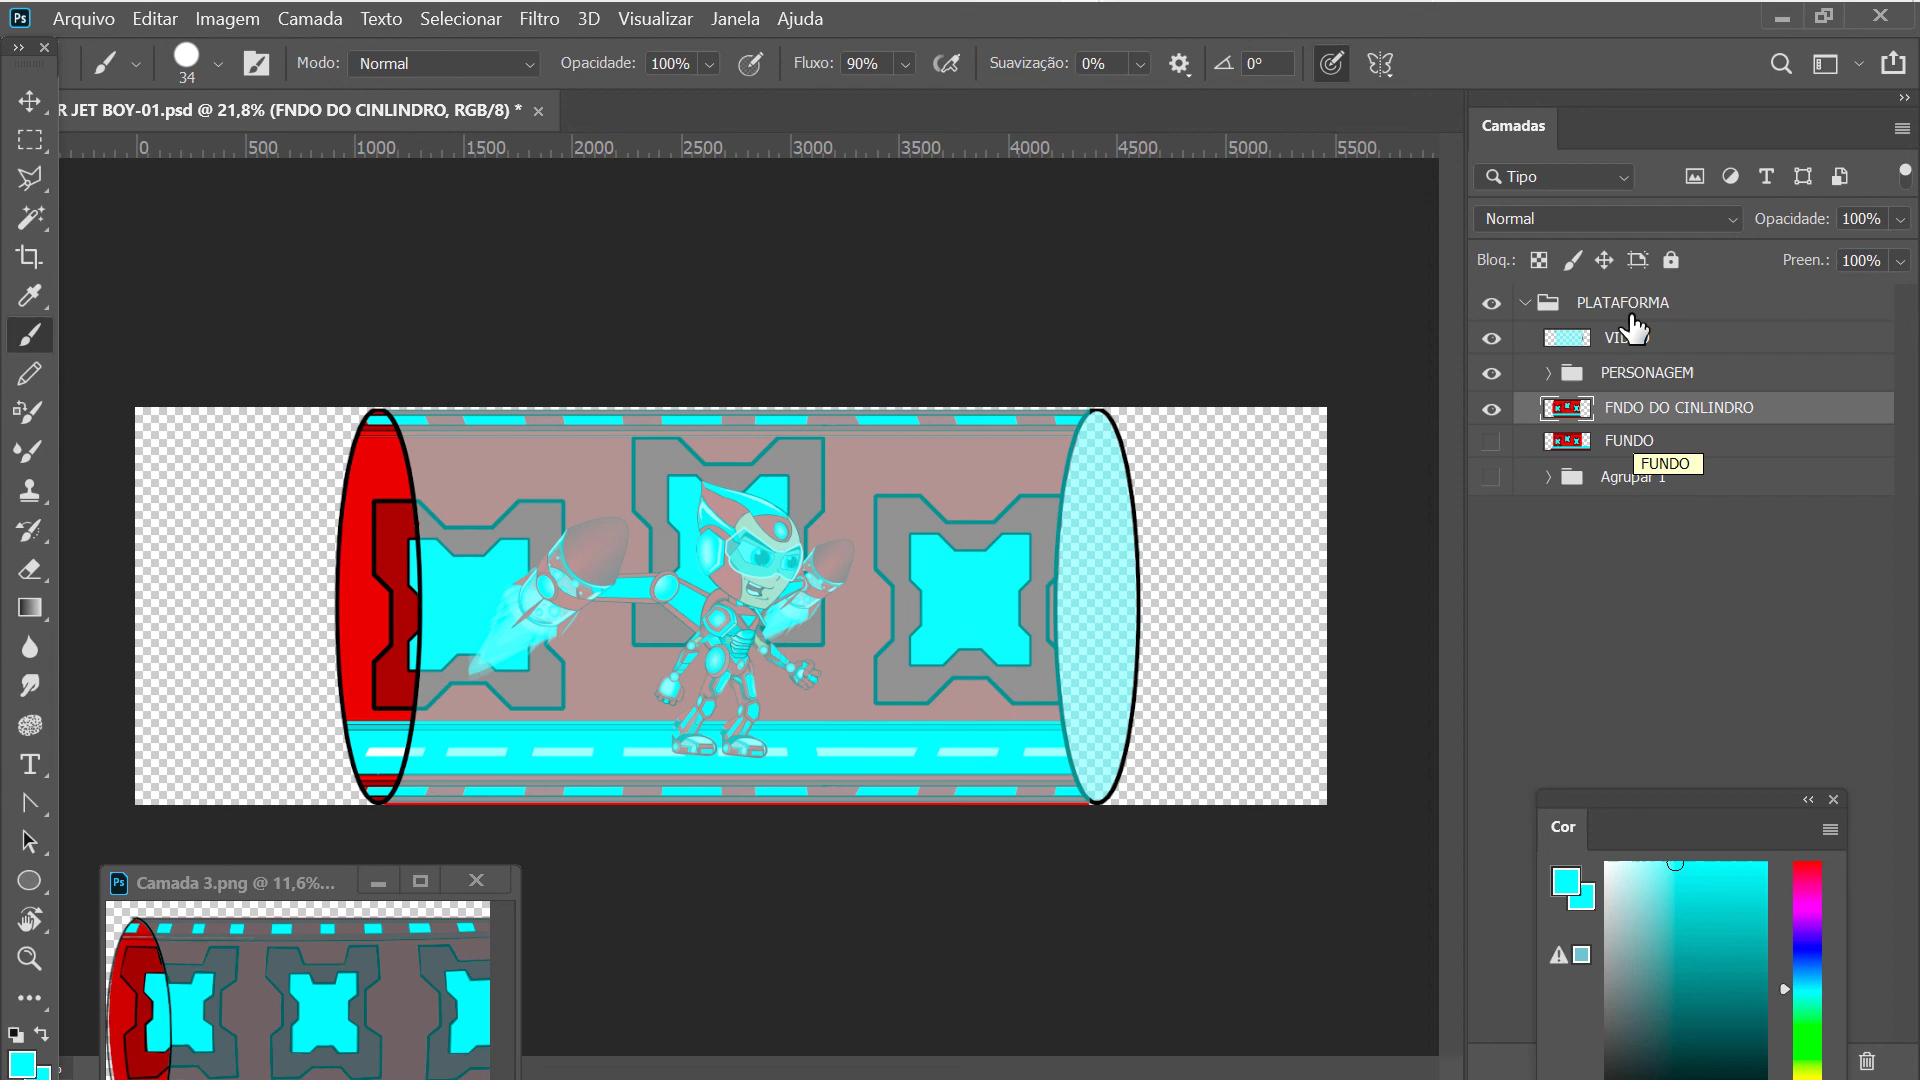 Ps Arquivo Editar Imagem Camada Texto Selecionar Filtro 3D Visualizar Janela Ajuda
34 Modo: Normal Opacidade: 100% Fluxo: 90% Suavização: 0% 0°
R JET BOY-01.psd @ 21,8% (FNDO DO CINLINDRO, RGB/8) *
0 500 1000 1500 2000 2500 3000 3500 4000 4500 5000 5500
Camadas
Tipo
Normal Opacidade: 100%
Bloq.: Preen.: 100%
PLATAFORMA
PERSONAGEM
FNDO DO CINLINDRO
FUNDO
FUNDO
Agrupar 1
Cor
Ps Camada 3.png @ 11,6%...